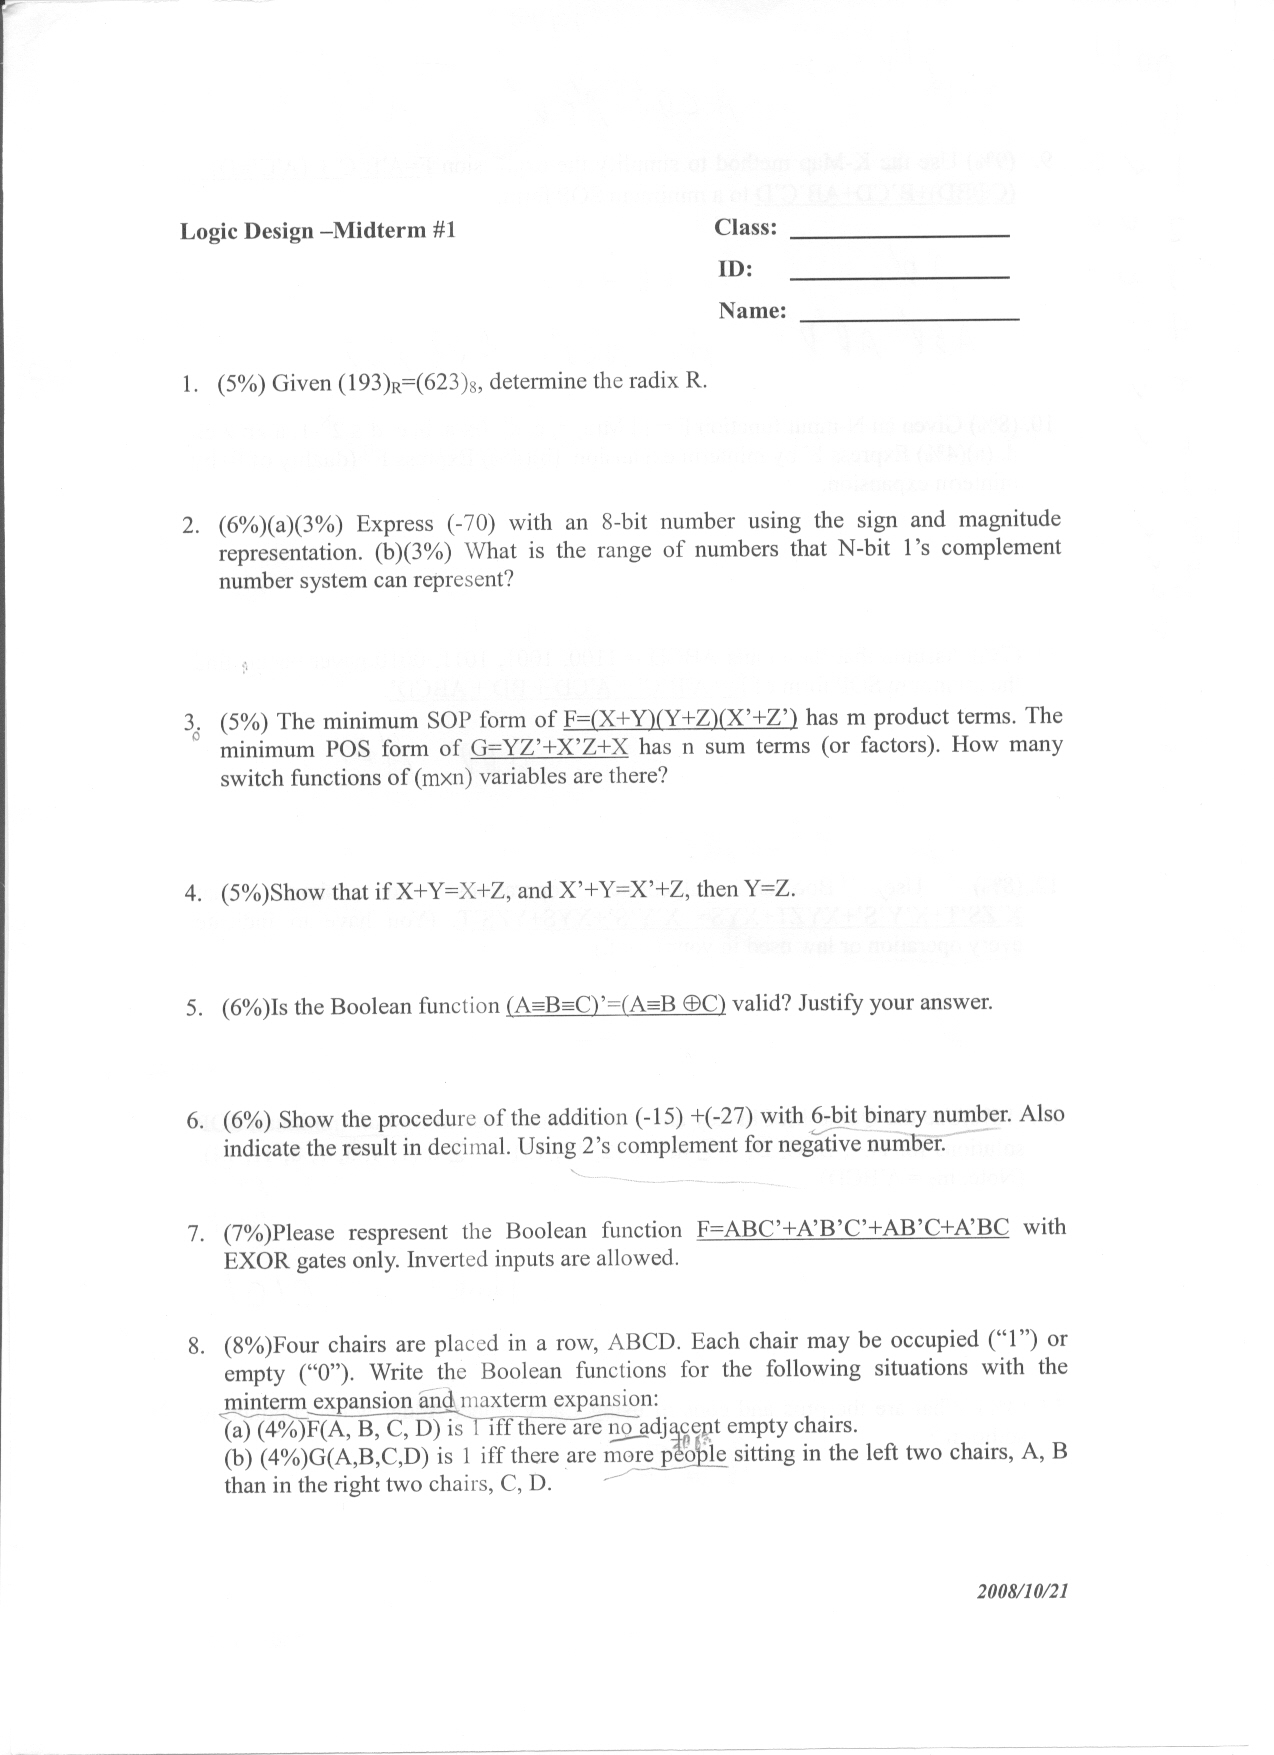 Logic Design –Midterm #1
Class:
ID:
Name:
1. (5%) Given (193)R=(623)8, determine the radix R.
2. (6%)(a)(3%) Express (-70) with an 8-bit number using the sign and magnitude
representation. (b)(3%) What is the range of numbers that N-bit 1’s complement
number system can represent?
3. (5%) The minimum SOP form of F=(X+Y)(Y+Z)(X’+Z’) has m product terms. The
minimum POS form of G=YZ’+X’Z+X has n sum terms (or factors). How many
switch functions of (m×n) variables are there?
4. (5%)Show that if X+Y=X+Z, and X’+Y=X’+Z, then Y=Z.
5. (6%)Is the Boolean function (A≡B≡C)’=(A≡B ⊕C) valid? Justify your answer.
6. (6%) Show the procedure of the addition (-15) +(-27) with 6-bit binary number. Also
indicate the result in decimal. Using 2’s complement for negative number.
7. (7%)Please respresent the Boolean function F=ABC’+A’B’C’+AB’C+A’BC with
EXOR gates only. Inverted inputs are allowed.
8. (8%)Four chairs are placed in a row, ABCD. Each chair may be occupied (“1”) or
empty (“0”). Write the Boolean functions for the following situations with the
minterm expansion and maxterm expansion:
(a) (4%)F(A, B, C, D) is 1 iff there are no adjacent empty chairs.
(b) (4%)G(A,B,C,D) is 1 iff there are more people sitting in the left two chairs, A, B
than in the right two chairs, C, D.
2008/10/21